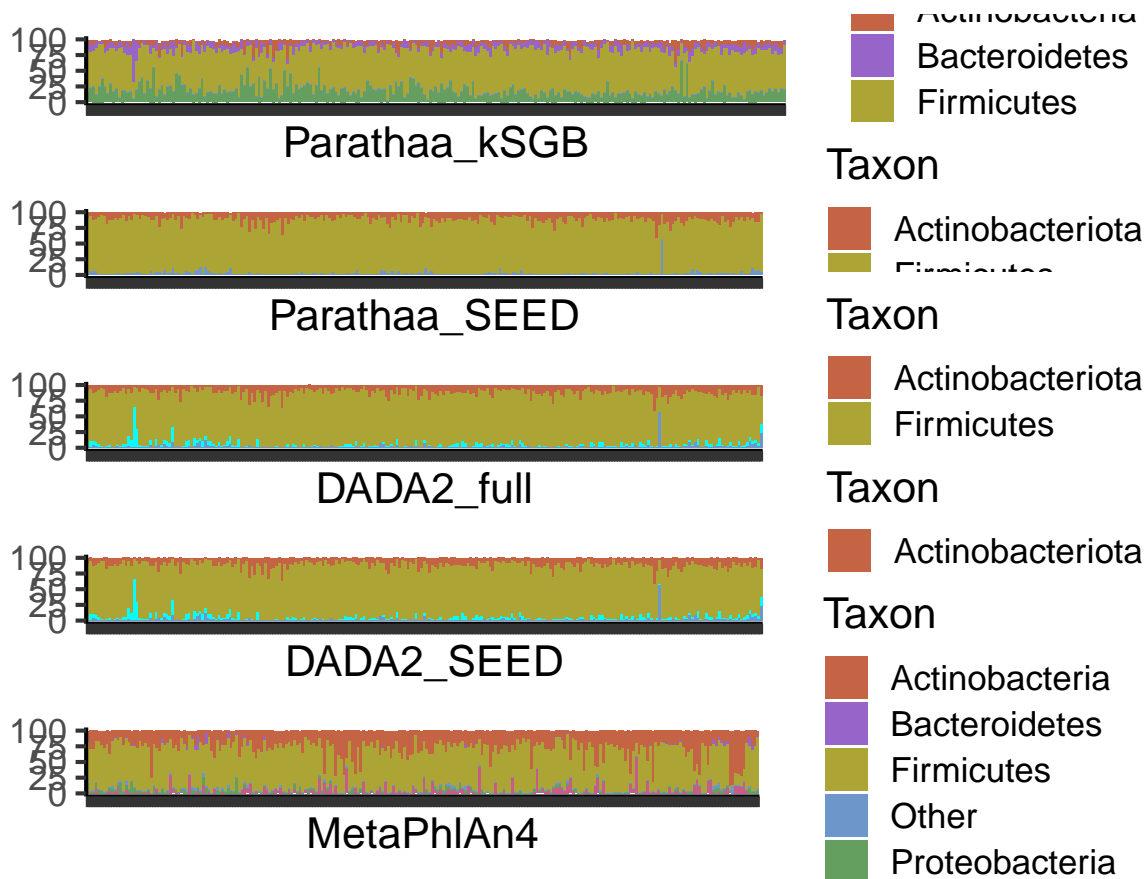 Actinobacteria
Bacteroidetes
Firmicutes
100
75
50
25
0
Parathaa_kSGB
Taxon
Actinobacteriota
Firmicutes
100
75
50
25
0
Parathaa_SEED
Taxon
Actinobacteriota
Firmicutes
100
75
50
25
0
DADA2_full
Taxon
Actinobacteriota
100
75
50
25
0
DADA2_SEED
Taxon
Actinobacteria
Bacteroidetes
Firmicutes
Other
Proteobacteria
100
75
50
25
0
MetaPhlAn4